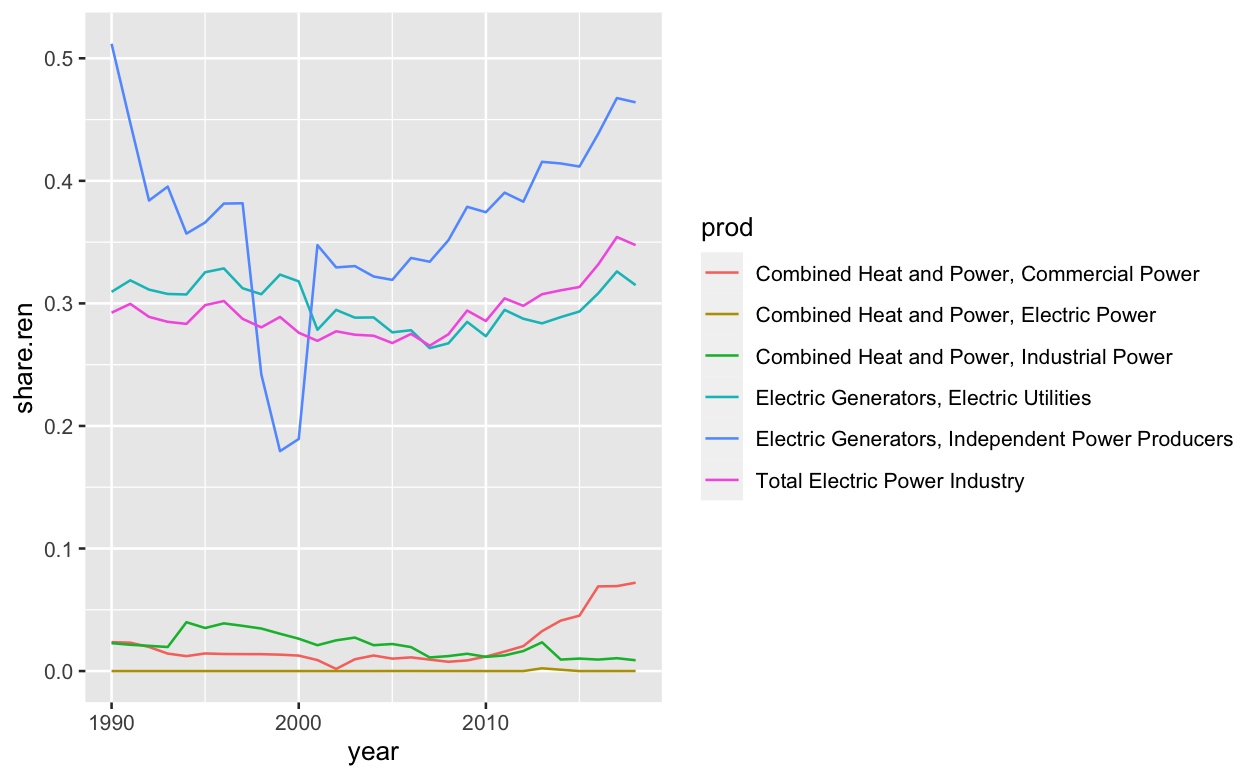 0.5
0.4
0.3
0.2
0.1
0.0
share.ren
1990
2000
2010
year
prod
Combined Heat and Power, Commercial Power
Combined Heat and Power, Electric Power
Combined Heat and Power, Industrial Power
Electric Generators, Electric Utilities
Electric Generators, Independent Power Producers
Total Electric Power Industry